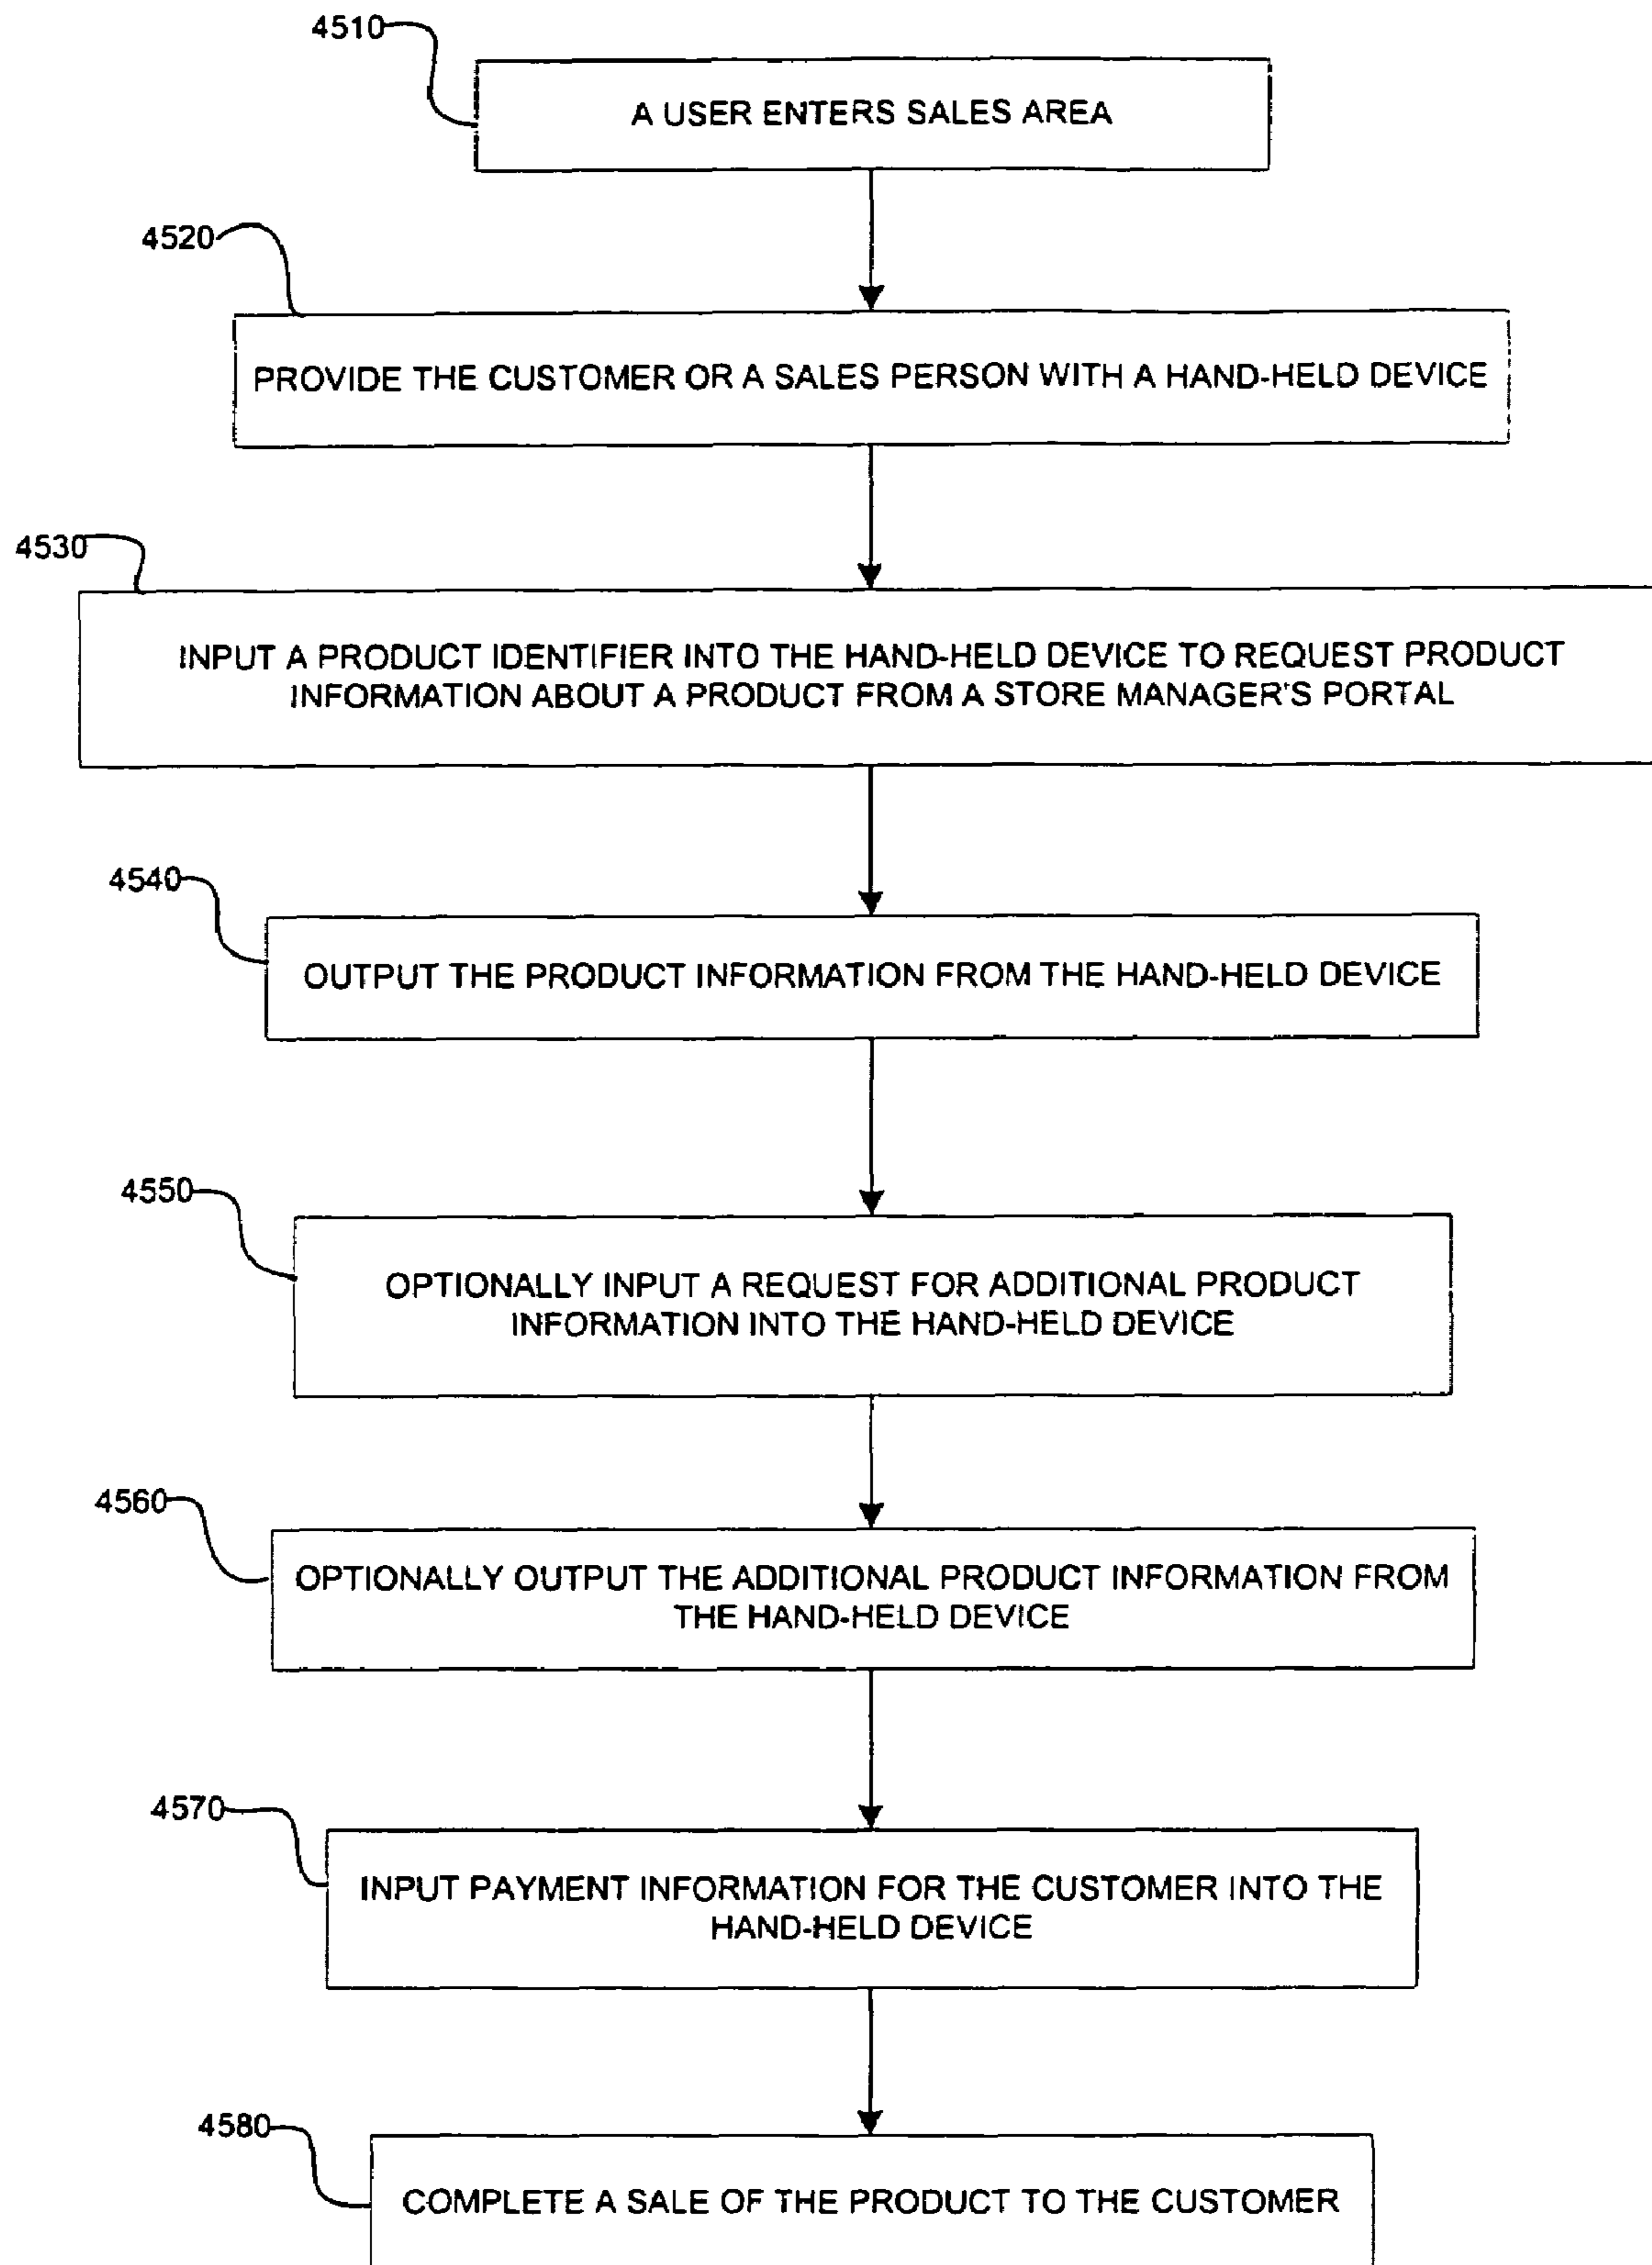 4510
A USER ENTERS SALES AREA
4520
PROVIDE THE CUSTOMER OR A SALES PERSON WITH A HAND-HELD DEVICE
4530
INPUT A PRODUCT IDENTIFIER INTO THE HAND-HELD DEVICE TO REQUEST PRODUCT
INFORMATION ABOUT A PRODUCT FROM A STORE MANAGER'S PORTAL
4540
OUTPUT THE PRODUCT INFORMATION FROM THE HAND-HELD DEVICE
4550
OPTIONALLY INPUT A REQUEST FOR ADDITIONAL PRODUCT
INFORMATION INTO THE HAND-HELD DEVICE
4560
OPTIONALLY OUTPUT THE ADDITIONAL PRODUCT INFORMATION FROM
THE HAND-HELD DEVICE
4570
INPUT PAYMENT INFORMATION FOR THE CUSTOMER INTO THE
HAND-HELD DEVICE
4580
COMPLETE A SALE OF THE PRODUCT TO THE CUSTOMER